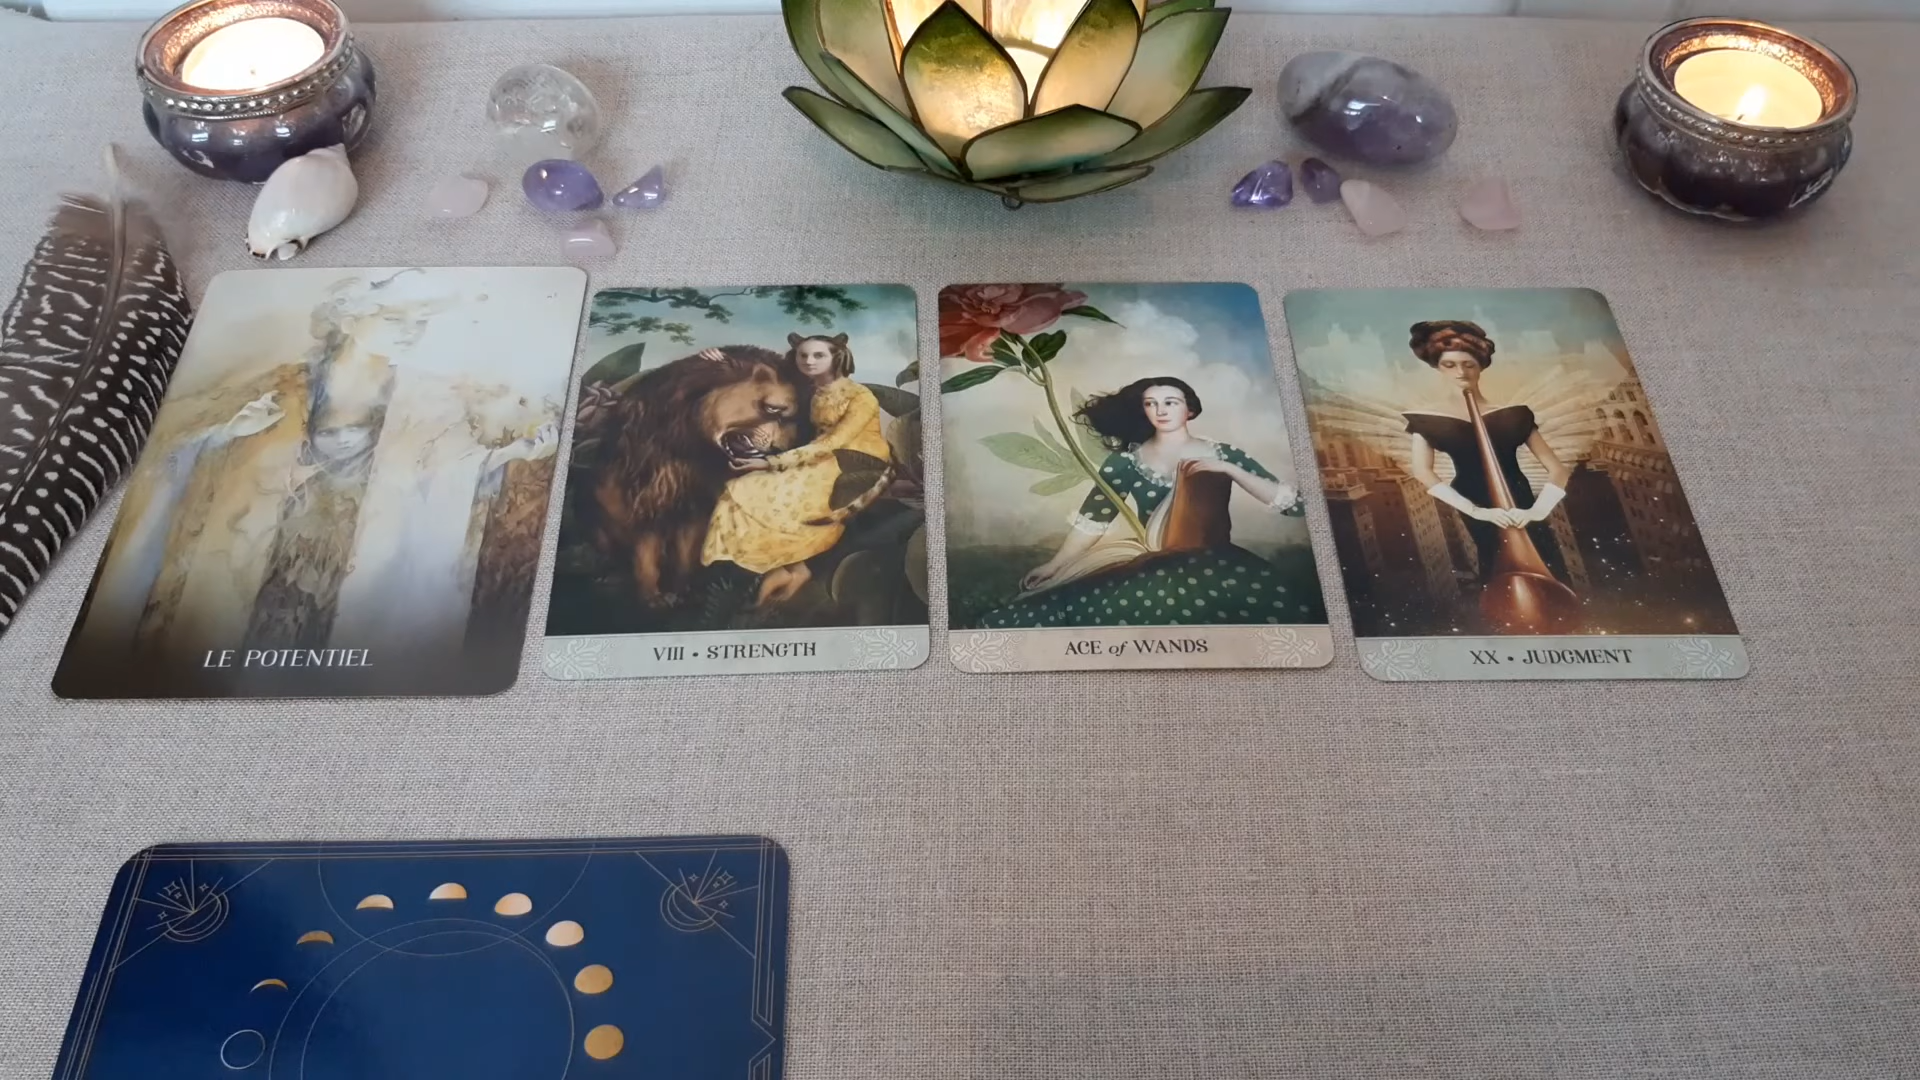 LE POTENTIEL
VIII • STRENGTH
ACE of WANDS
XX • JUDGMENT